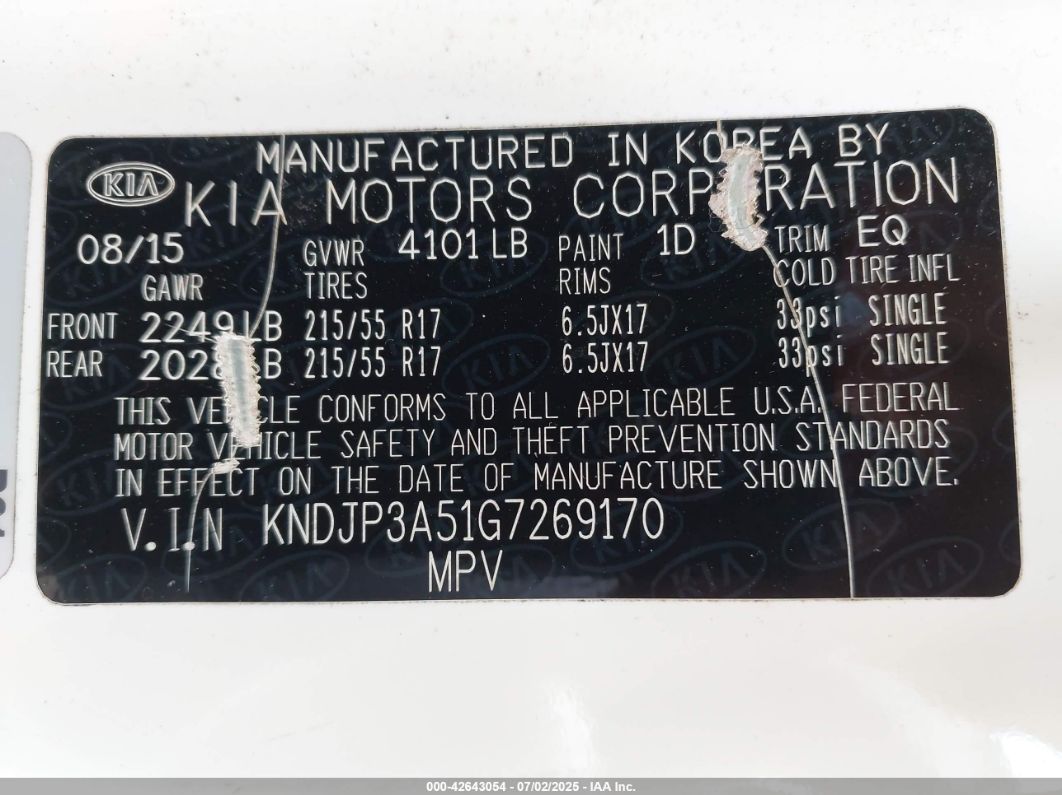 MANUFACTURED IN KOREA BY
KIA
KIA MOTORS CORPORATION
08/15 GVWR 4101LB PAINT 1D TRIM EQ
GAWR TIRES RIMS COLD TIRE INFL
FRONT 2249LB 215/55 R17 6.5JX17 33psi SINGLE
REAR 215/55 R17 6.5JX17 33psi SINGLE
THIS VEHICLE CONFORMS TO ALL APPLICABLE U.S.A. FEDERAL
MOTOR VEHICLE SAFETY AND THEFT PREVENTION STANDARDS
IN EFFECT ON THE DATE OF MANUFACTURE SHOWN ABOVE.
V.I.N KNDJP3A51G7269170
MPV
000-42643054 - 07/02/2025 - IAA Inc.